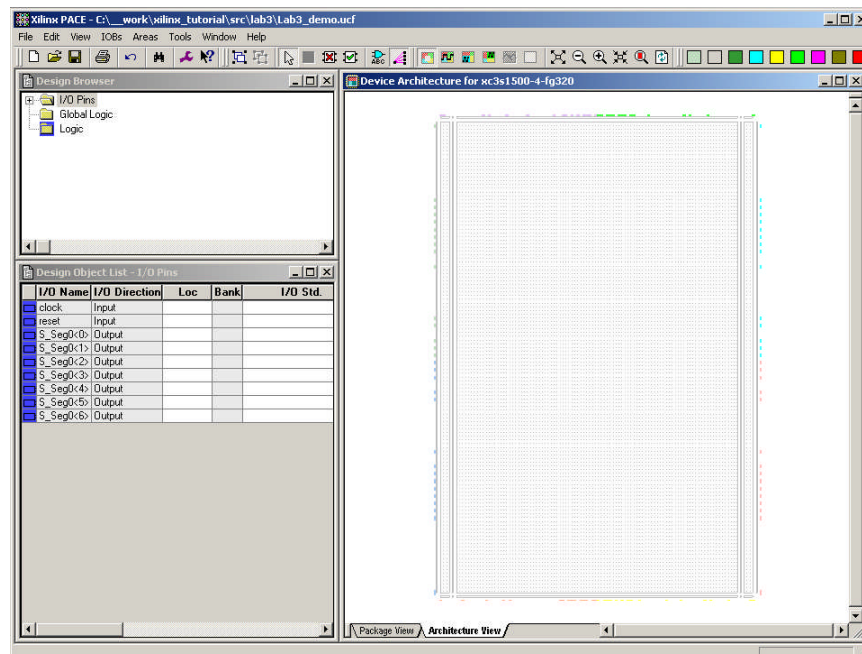 Xilinx PACE - C:\__work\xilinx_tutorial\src\lab3\Lab3_demo.ucf
File Edit View IOBs Areas Tools Window Help
ABC
Design Browser
I/O Pins
Global Logic
Logic
Design Object List - I/O Pins
I/O Name I/O Direction Loc Bank I/O Std.
clock Input
reset Input
S_Seg0<0> Output
S_Seg0<1> Output
S_Seg0<2> Output
S_Seg0<3> Output
S_Seg0<4> Output
S_Seg0<5> Output
S_Seg0<6> Output
Device Architecture for xc3s1500-4-fg320
Package View Architecture View